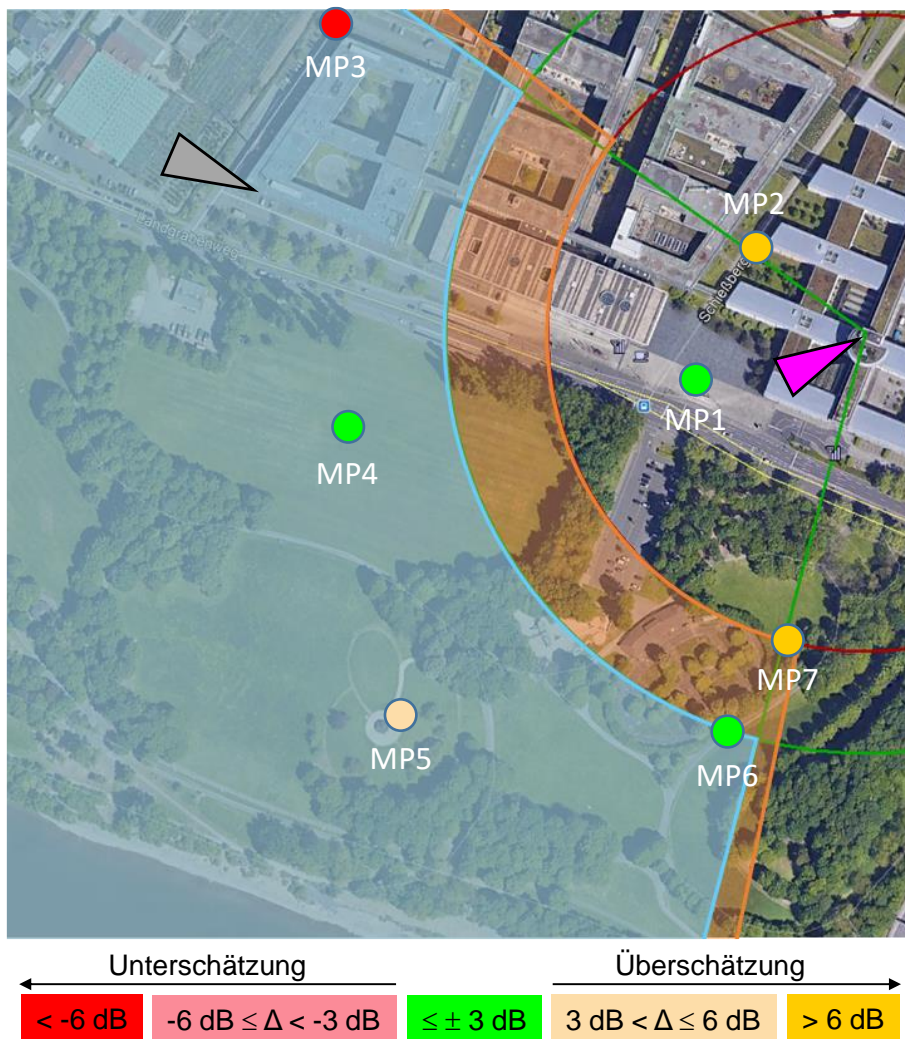 MP3
MP2
Landgrabenweg
Schießberg
MP1
MP4
MP7
MP5
MP6
Unterschätzung
Überschätzung
< -6 dB
-6 dB ≤ Δ < -3 dB
≤ ± 3 dB
3 dB < Δ ≤ 6 dB
> 6 dB